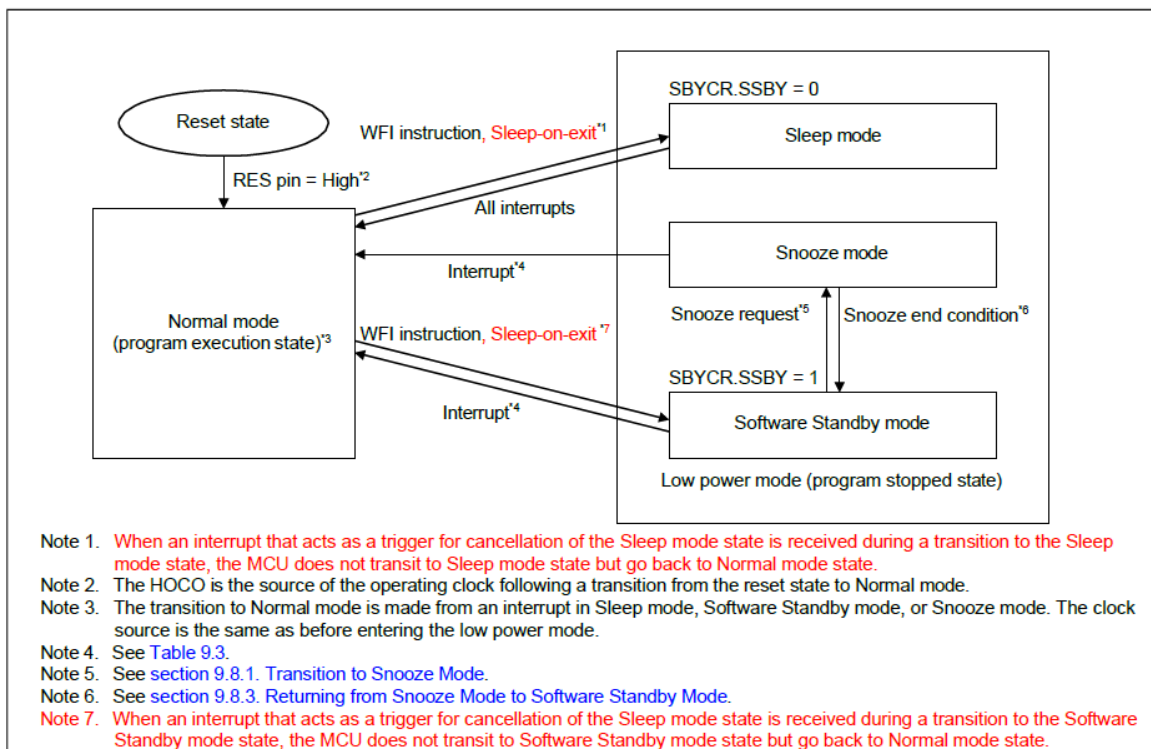 SBYCR.SSBY = 0
Reset state
WFI instruction, Sleep-on-exit*1
Sleep mode
RES pin = High*2
All interrupts
Snooze mode
Interrupt*4
Snooze request*5
Snooze end condition*6
Normal mode
(program execution state)*3
WFI instruction, Sleep-on-exit*7
SBYCR.SSBY = 1
Interrupt*4
Software Standby mode
Low power mode (program stopped state)
Note 1. When an interrupt that acts as a trigger for cancellation of the Sleep mode state is received during a transition to the Sleep
mode state, the MCU does not transit to Sleep mode state but go back to Normal mode state.
Note 2. The HOCO is the source of the operating clock following a transition from the reset state to Normal mode.
Note 3. The transition to Normal mode is made from an interrupt in Sleep mode, Software Standby mode, or Snooze mode. The clock
source is the same as before entering the low power mode.
Note 4. See Table 9.3.
Note 5. See section 9.8.1. Transition to Snooze Mode.
Note 6. See section 9.8.3. Returning from Snooze Mode to Software Standby Mode.
Note 7. When an interrupt that acts as a trigger for cancellation of the Sleep mode state is received during a transition to the Software
Standby mode state, the MCU does not transit to Software Standby mode state but go back to Normal mode state.